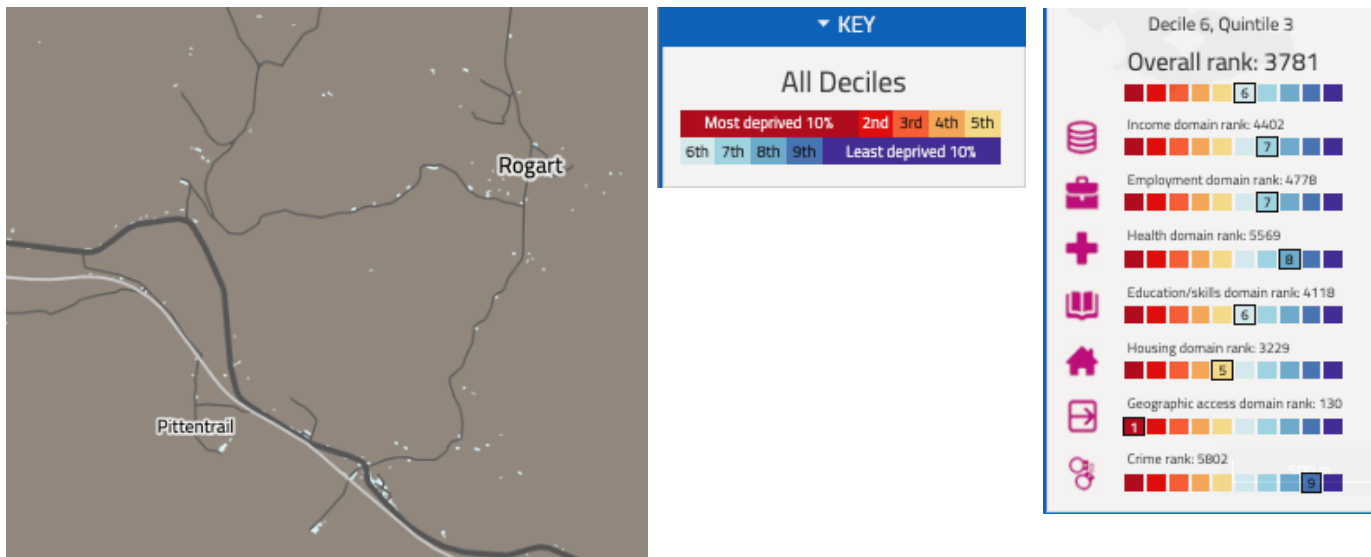 Rogart
Pittentrail
KEY
All Deciles
Most deprived 10% 2nd 3rd 4th 5th
6th 7th 8th 9th Least deprived 10%
Decile 6, Quintile 3
Overall rank: 3781
6
Income domain rank: 4402
7
Employment domain rank: 4778
7
Health domain rank: 5569
8
Education/skills domain rank: 4118
6
Housing domain rank: 3229
5
Geographic access domain rank: 130
1
Crime rank: 5802
9